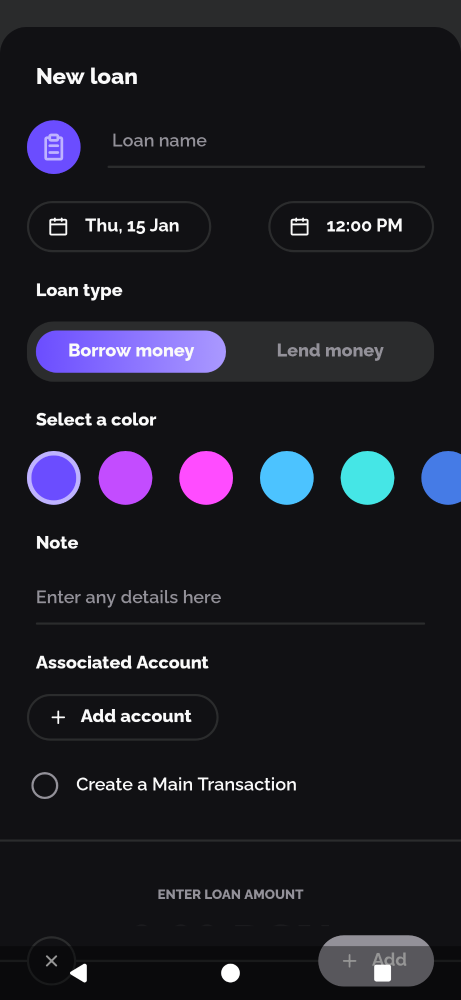 New loan
Loan name
Thu, 15 Jan
12:00 PM
Loan type
Borrow money
Lend money
Select a color
Note
Enter any details here
Associated Account
+ Add account
Create a Main Transaction
ENTER LOAN AMOUNT
+ Add